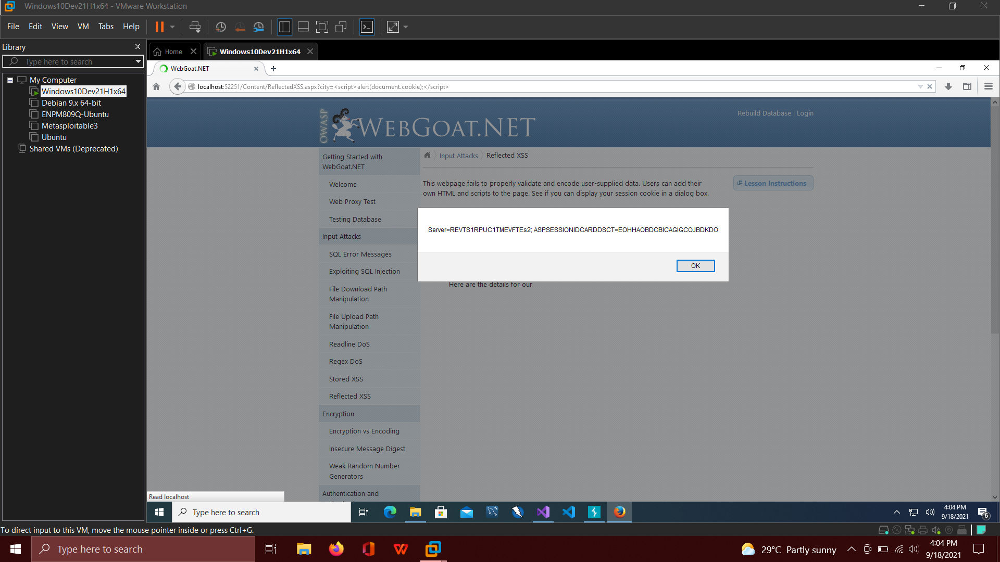 Windows10Dev21H1x64 - VMware Workstation
File Edit View VM Tabs Help
Library
Type here to search
My Computer
Windows10Dev21H1x64
Debian 9.x 64-bit
ENPM809Q-Ubuntu
Metasploitable3
Ubuntu
Shared VMs (Deprecated)
Home
Windows10Dev21H1x64
WebGoat.NET
localhost:52251/Content/ReflectedXSS.aspx?city=<script>alert(document.cookie);</script>
OWASP
WEBGOAT.NET
Rebuild Database | Login
Getting Started with
WebGoat.NET
Welcome
Web Proxy Test
Testing Database
Input Attacks
SQL Error Messages
Exploiting SQL Injection
File Download Path
Manipulation
File Upload Path
Manipulation
Readline DoS
Regex DoS
Stored XSS
Reflected XSS
Encryption
Encryption vs Encoding
Insecure Message Digest
Weak Random Number
Generators
Authentication and
Input Attacks Reflected XSS
This webpage fails to properly validate and encode user-supplied data. Users can add their
own HTML and scripts to the page. See if you can display your session cookie in a dialog box.
Lesson Instructions
Server=REVTS1RPUC1TMEVFTEs2; ASPSESSIONIDCARDDSCT=EOHHAOBDCBICAGIGCOJBDKDO
OK
Here are the details for our
Read localhost
Type here to search
4:04 PM
9/18/2021
6
To direct input to this VM, move the mouse pointer inside or press Ctrl+G.
Type here to search
29°C Partly sunny
4:04 PM
9/18/2021